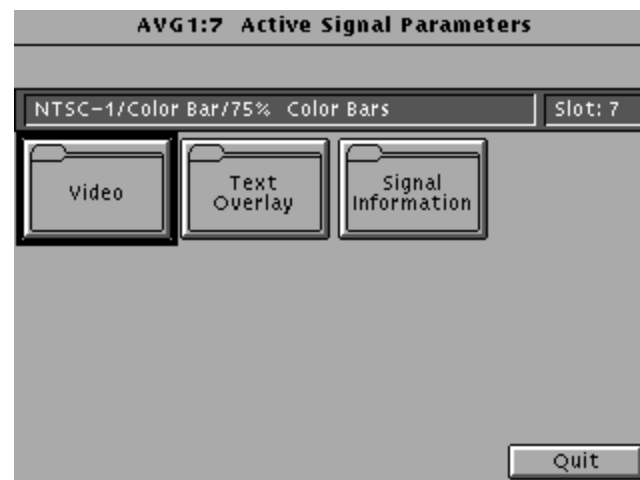 AVG1:7 Active Signal Parameters
NTSC-1/Color Bar/75% Color Bars
Slot: 7
Video
Text
Overlay
Signal
Information
Quit